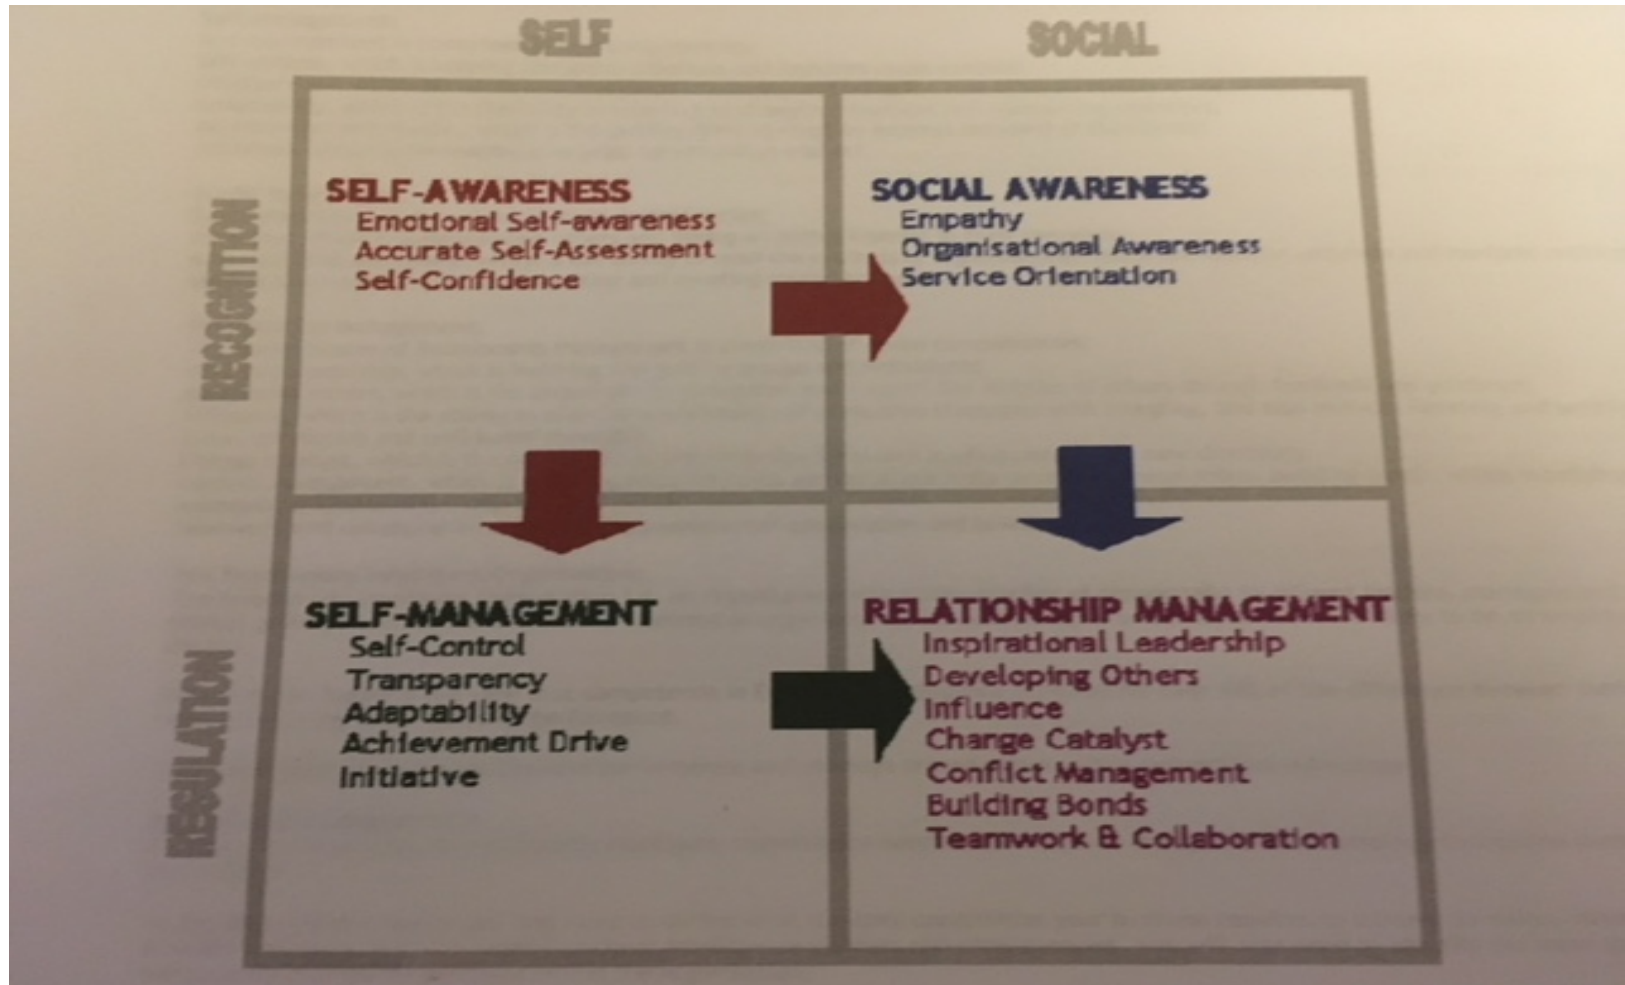 SELF
SOCIAL
RECOGNITION
SELF-AWARENESS
Emotional Self-awareness
Accurate Self-Assessment
Self-Confidence
SOCIAL AWARENESS
Empathy
Organisational Awareness
Service Orientation
REGULATION
SELF-MANAGEMENT
Self-Control
Transparency
Adaptability
Achievement Drive
Initiative
RELATIONSHIP MANAGEMENT
Inspirational Leadership
Developing Others
Influence
Change Catalyst
Conflict Management
Building Bonds
Teamwork & Collaboration